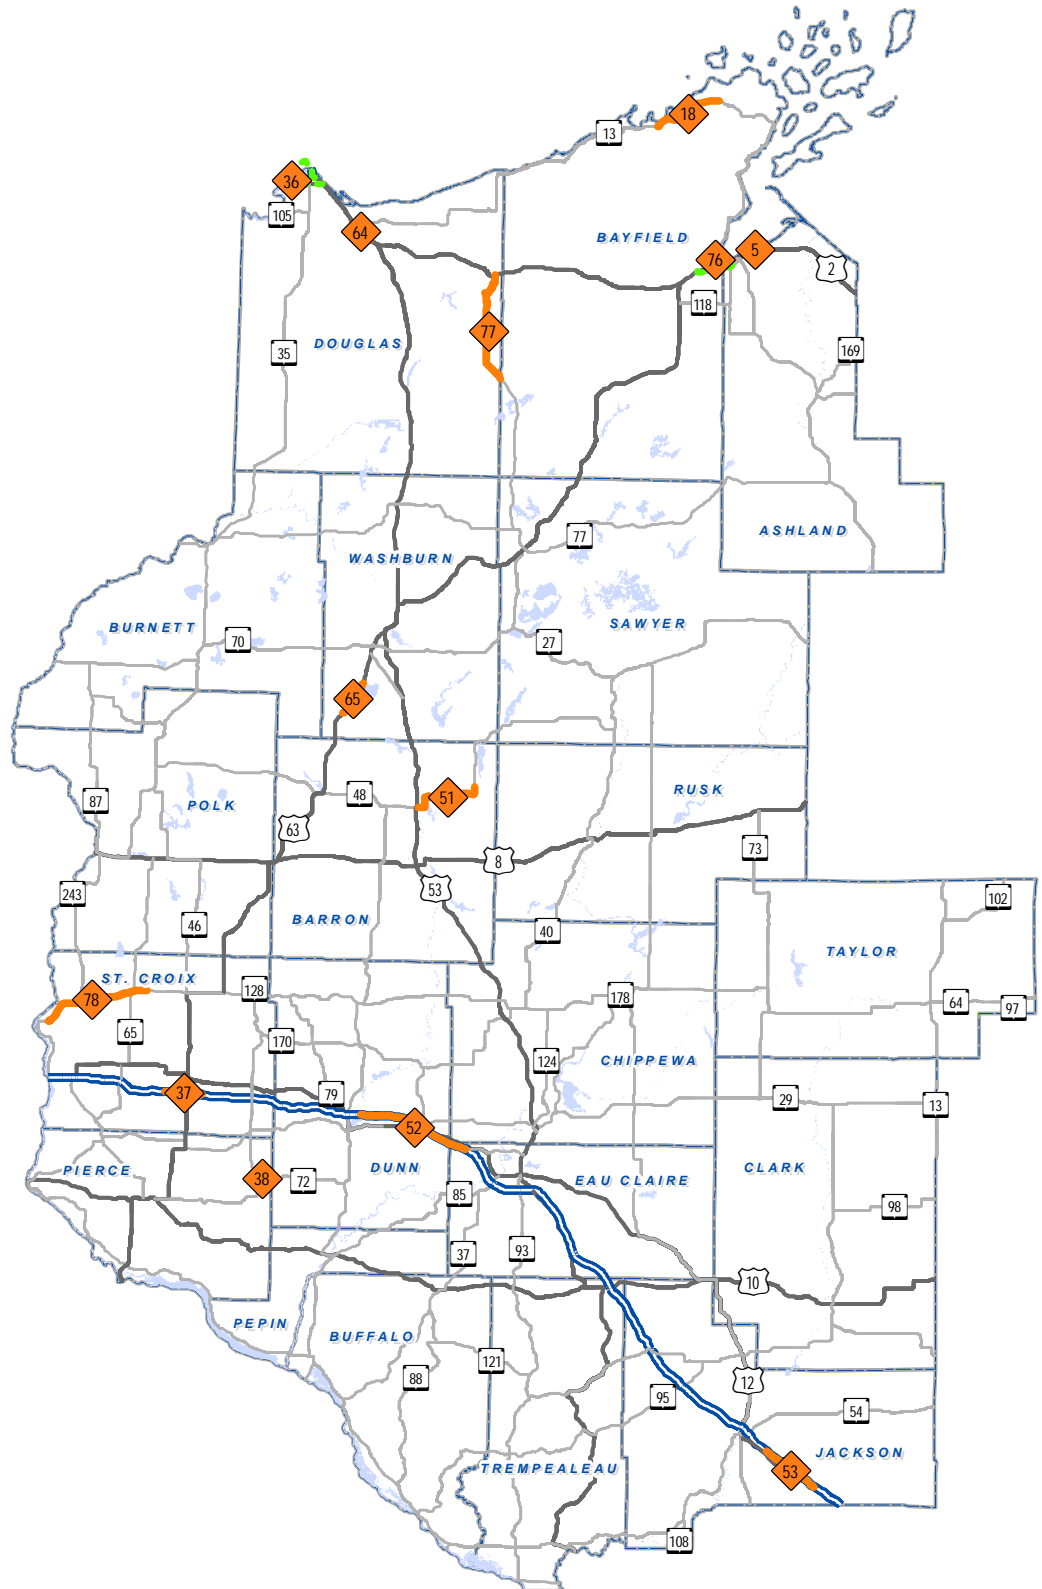 18
13
36
105
64
BAYFIELD
5
76
2
118
77
DOUGLAS
35
169
ASHLAND
77
WASHBURN
BURNETT
SAWYER
70
27
65
RUSK
48
51
87
POLK
63
73
8
53
243
102
BARRON
46
40
TAYLOR
ST. CROIX
128
178
78
64
97
65
170
124
CHIPPEWA
37
79
29
13
52
PIERCE
DUNN
CLARK
38
72
EAU CLAIRE
85
98
37
93
10
PEPIN
BUFFALO
121
88
12
95
54
JACKSON
TREMPEALEAU
53
108